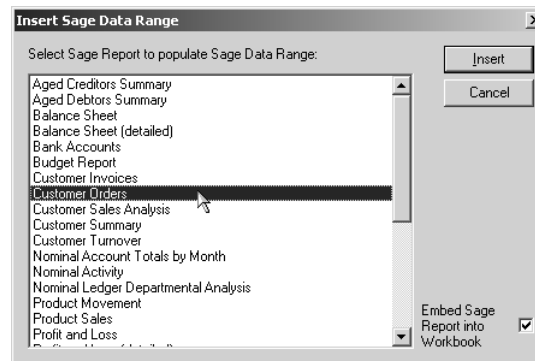 Insert Sage Data Range
Select Sage Report to populate Sage Data Range:
Aged Creditors Summary
Aged Debtors Summary
Balance Sheet
Balance Sheet (detailed)
Bank Accounts
Budget Report
Customer Invoices
Customer Orders
Customer Sales Analysis
Customer Summary
Customer Turnover
Nominal Account Totals by Month
Nominal Activity
Nominal Ledger Departmental Analysis
Product Movement
Product Sales
Profit and Loss
Insert
Cancel
Embed Sage
Report into
Workbook